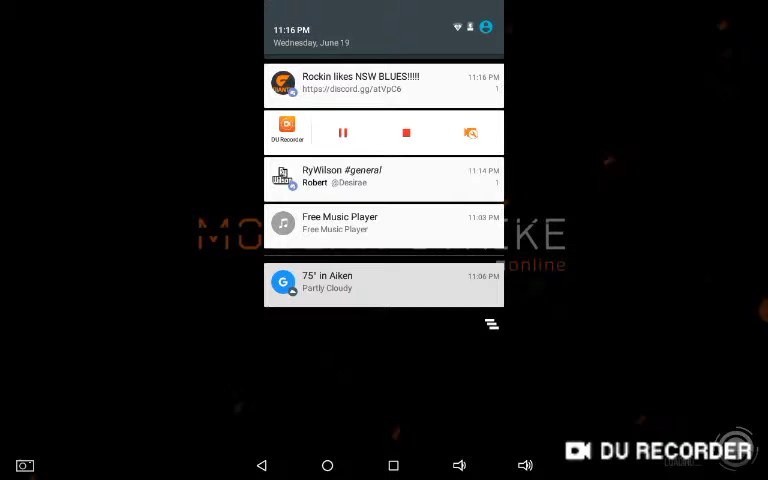 11:16 PM
Wednesday, June 19
Rockin likes NSW BLUES!!!!!
11:16 PM
https://discord.gg/atVpC6
1
GIANTS
DU Recorder
RyWilson #general
11:14 PM
Robert @Desirae
1
Free Music Player
11:03 PM
Free Music Player
online
75° in Aiken
11:06 PM
Partly Cloudy
DU RECORDER
LOADING...